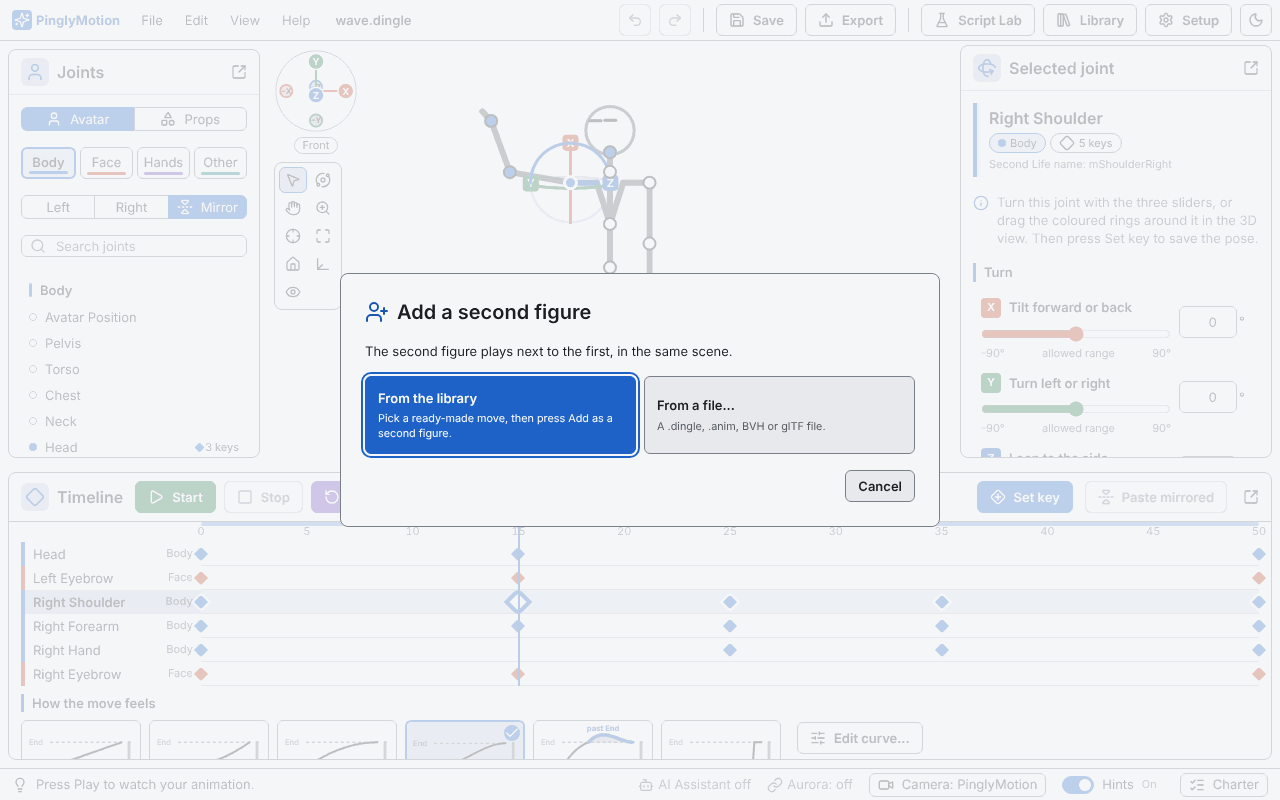 PinglyMotion File Edit View Help wave.dingle Save Export Script Lab Library Setup
Joints
Avatar Props
Body Face Hands Other
Left Right Mirror
Search joints
Body
Avatar Position
Pelvis
Torso
Chest
Neck
Head 3 keys
Y
X Z X
Y
Front
X
Y Z
Selected joint
Right Shoulder
Body 5 keys
Second Life name: mShoulderRight
Turn this joint with the three sliders, or
drag the coloured rings around it in the 3D
view. Then press Set key to save the pose.
Turn
X Tilt forward or back
0 °
-90° allowed range 90°
Y Turn left or right
0 °
-90° allowed range 90°
Add a second figure
The second figure plays next to the first, in the same scene.
From the library
Pick a ready-made move, then press Add as a
second figure.
From a file...
A .dingle, .anim, BVH or glTF file.
Cancel
Timeline Start Stop Set key Paste mirrored
0 5 10 15 20 25 30 35 40 45 50
Head Body
Left Eyebrow Face
Right Shoulder Body
Right Forearm Body
Right Hand Body
Right Eyebrow Face
How the move feels
End End End End End past End End Edit curve...
Press Play to watch your animation. AI Assistant off Aurora: off Camera: PinglyMotion Hints On Charter